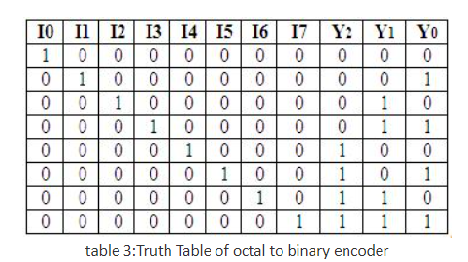 I0 I1 I2 I3 I4 I5 I6 I7 Y2 Y1 Y0
1 0 0 0 0 0 0 0 0 0 0
0 1 0 0 0 0 0 0 0 0 1
0 0 1 0 0 0 0 0 0 1 0
0 0 0 1 0 0 0 0 0 1 1
0 0 0 0 1 0 0 0 1 0 0
0 0 0 0 0 1 0 0 1 0 1
0 0 0 0 0 0 1 0 1 1 0
0 0 0 0 0 0 0 1 1 1 1
table 3:Truth Table of octal to binary encoder